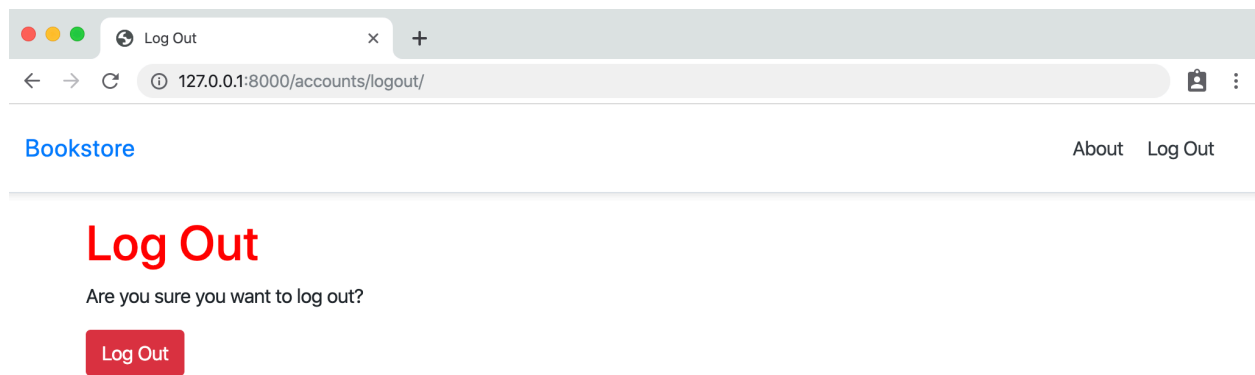 Log Out
127.0.0.1:8000/accounts/logout/
Bookstore About Log Out
Log Out
Are you sure you want to log out?
Log Out